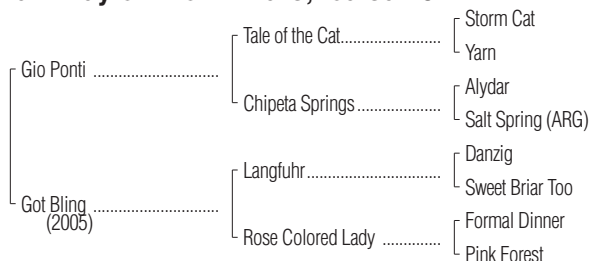 Tale of the Cat
Storm Cat
Yarn
Gio Ponti
Chipeta Springs
Alydar
Salt Spring (ARG)
Langfuhr
Danzig
Sweet Briar Too
Got Bling
(2005)
Rose Colored Lady
Formal Dinner
Pink Forest